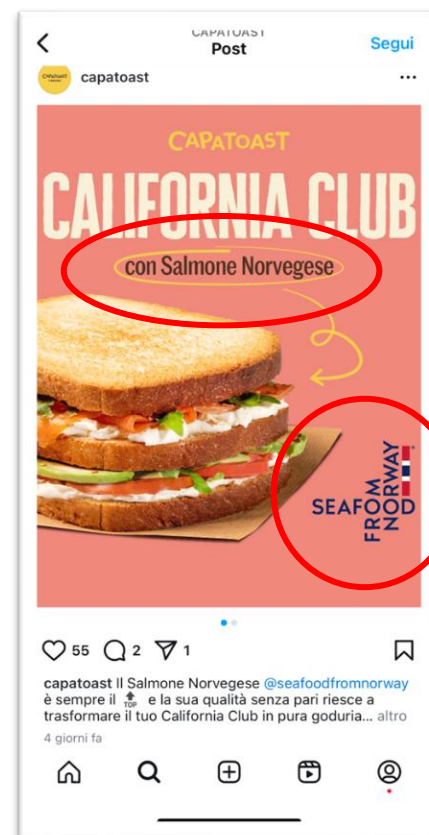 CAPATOAST
Post
Segui
capatoast
CAPATOAST
CALIFORNIA CLUB
con Salmone Norvegese
SEAFOOD
FROM
NORWAY
55
2
1
capatoast Il Salmone Norvegese @seafoodfromnorway
è sempre il TOP e la sua qualità senza pari riesce a
trasformare il tuo California Club in pura goduria... altro
4 giorni fa